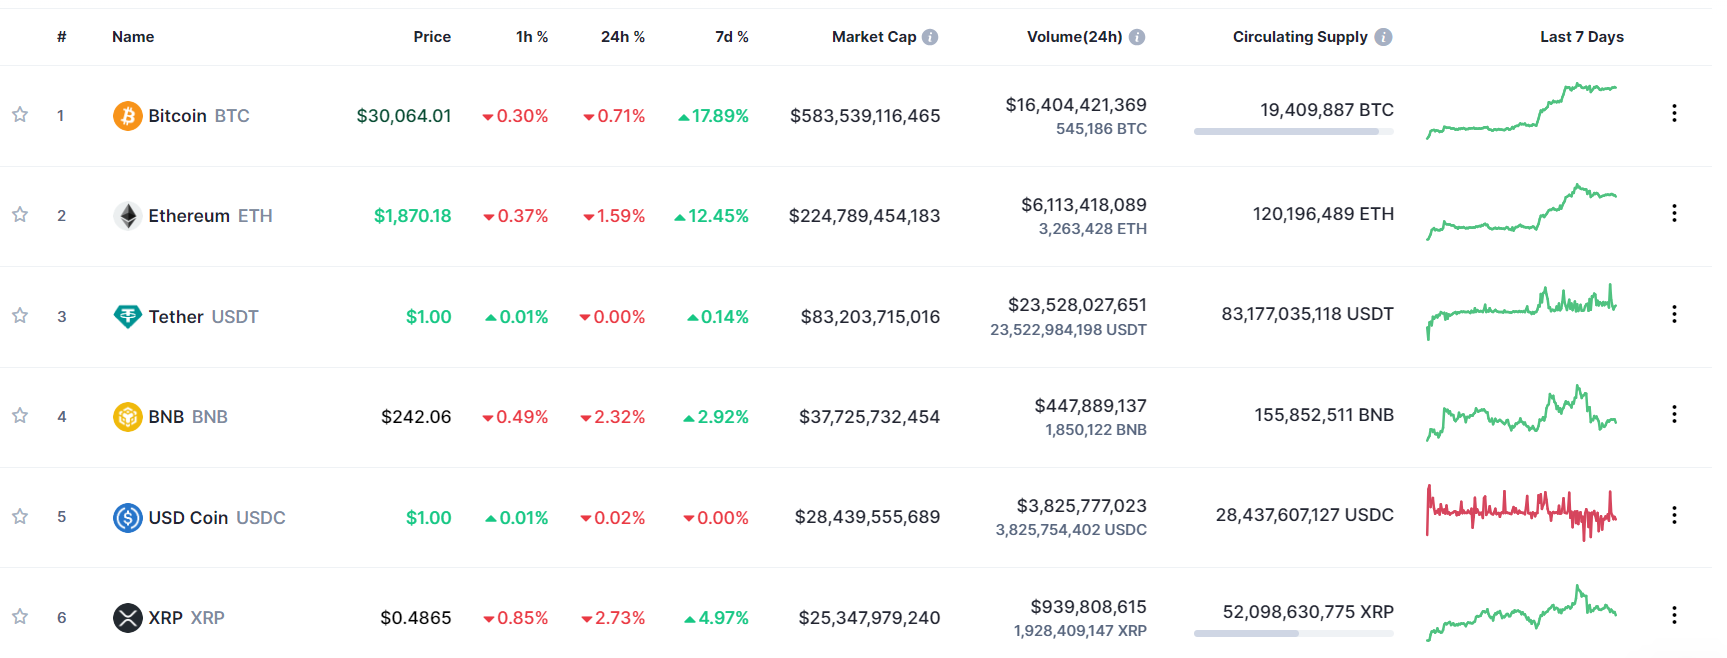 # Name Price 1h % 24h % 7d % Market Cap Volume(24h) Circulating Supply Last 7 Days
1 Bitcoin BTC $30,064.01 0.30% 0.71% 17.89% $583,539,116,465 $16,404,421,369 19,409,887 BTC
545,186 BTC
2 Ethereum ETH $1,870.18 0.37% 1.59% 12.45% $224,789,454,183 $6,113,418,089 120,196,489 ETH
3,263,428 ETH
3 Tether USDT $1.00 0.01% 0.00% 0.14% $83,203,715,016 $23,528,027,651 83,177,035,118 USDT
23,522,984,198 USDT
4 BNB BNB $242.06 0.49% 2.32% 2.92% $37,725,732,454 $447,889,137 155,852,511 BNB
1,850,122 BNB
5 USD Coin USDC $1.00 0.01% 0.02% 0.00% $28,439,555,689 $3,825,777,023 28,437,607,127 USDC
3,825,754,402 USDC
6 XRP XRP $0.4865 0.85% 2.73% 4.97% $25,347,979,240 $939,808,615 52,098,630,775 XRP
1,928,409,147 XRP